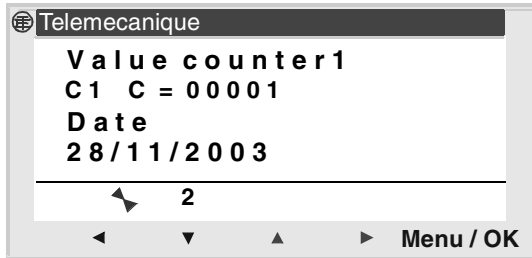 Telemecanique
Value counter1
C1 C = 00001
Date
28/11/2003
2
Menu / OK